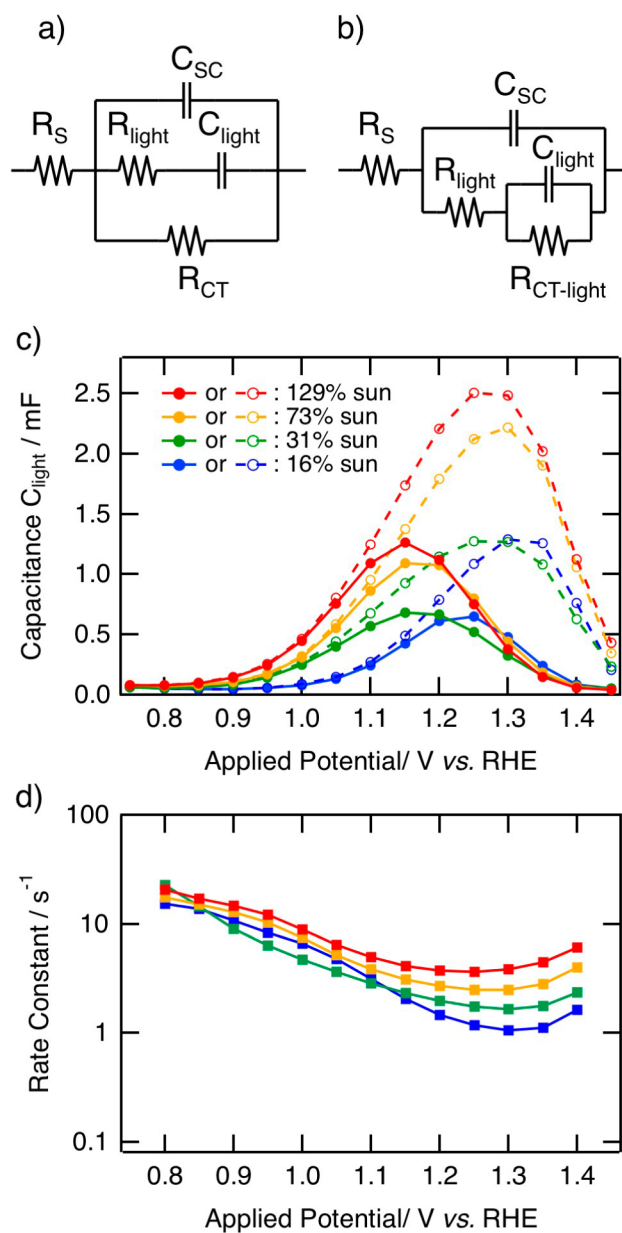 a)
C_SC
R_S
R_light
C_light
R_CT
b)
C_SC
R_S
C_light
R_light
R_CT-light
c)
Capacitance C_light / mF
2.5
2.0
1.5
1.0
0.5
0.0
or : 129% sun
or : 73% sun
or : 31% sun
or : 16% sun
0.8 0.9 1.0 1.1 1.2 1.3 1.4
Applied Potential/ V vs. RHE
d)
Rate Constant / s⁻¹
100
10
1
0.1
0.8 0.9 1.0 1.1 1.2 1.3 1.4
Applied Potential/ V vs. RHE